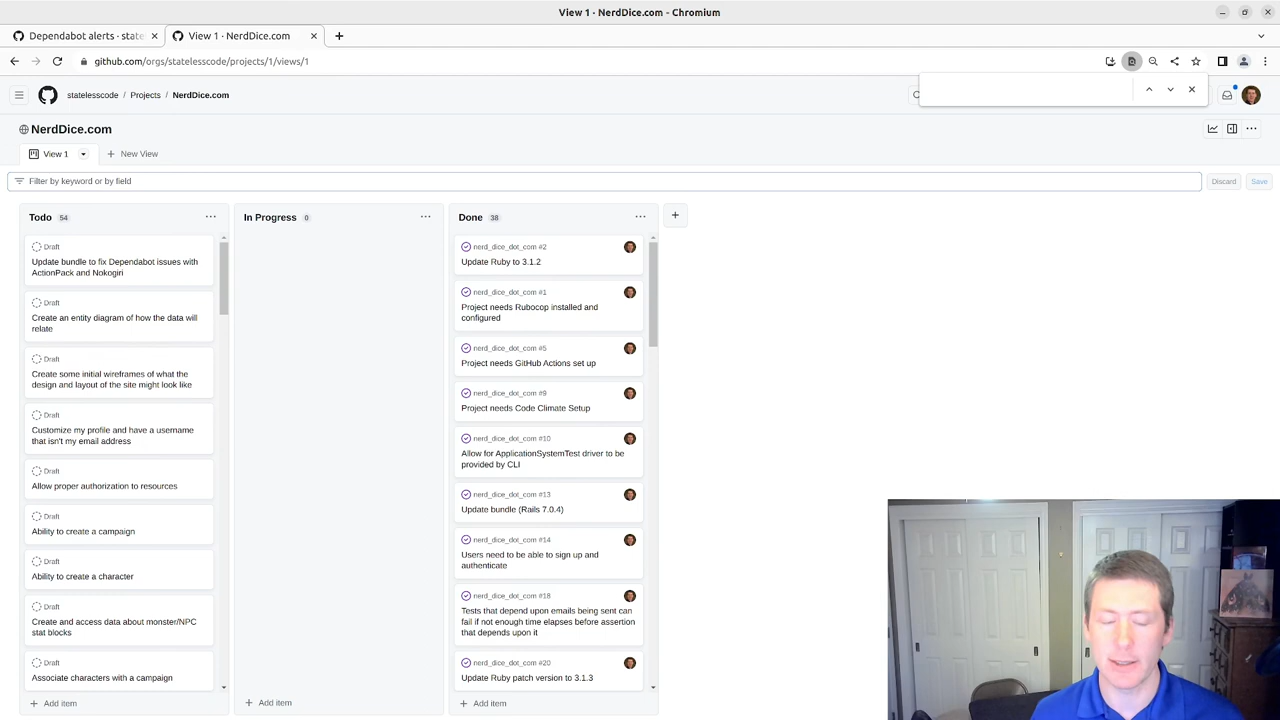 View 1 · NerdDice.com - Chromium
Dependabot alerts · state
View 1 · NerdDice.com
github.com/orgs/statelesscode/projects/1/views/1
statelesscode / Projects / NerdDice.com
NerdDice.com
View 1
New View
Filter by keyword or by field
Discard
Save
Todo 54
Draft
Update bundle to fix Dependabot issues with
ActionPack and Nokogiri
Draft
Create an entity diagram of how the data will
relate
Draft
Create some initial wireframes of what the
design and layout of the site might look like
Draft
Customize my profile and have a username
that isn't my email address
Draft
Allow proper authorization to resources
Draft
Ability to create a campaign
Draft
Ability to create a character
Draft
Create and access data about monster/NPC
stat blocks
Draft
Associate characters with a campaign
Add item
In Progress 0
Add item
Done 38
nerd_dice_dot_com #2
Update Ruby to 3.1.2
nerd_dice_dot_com #1
Project needs Rubocop installed and
configured
nerd_dice_dot_com #5
Project needs GitHub Actions set up
nerd_dice_dot_com #9
Project needs Code Climate Setup
nerd_dice_dot_com #10
Allow for ApplicationSystemTest driver to be
provided by CLI
nerd_dice_dot_com #13
Update bundle (Rails 7.0.4)
nerd_dice_dot_com #14
Users need to be able to sign up and
authenticate
nerd_dice_dot_com #18
Tests that depend upon emails being sent can
fail if not enough time elapses before assertion
that depends upon it
nerd_dice_dot_com #20
Update Ruby patch version to 3.1.3
Add item